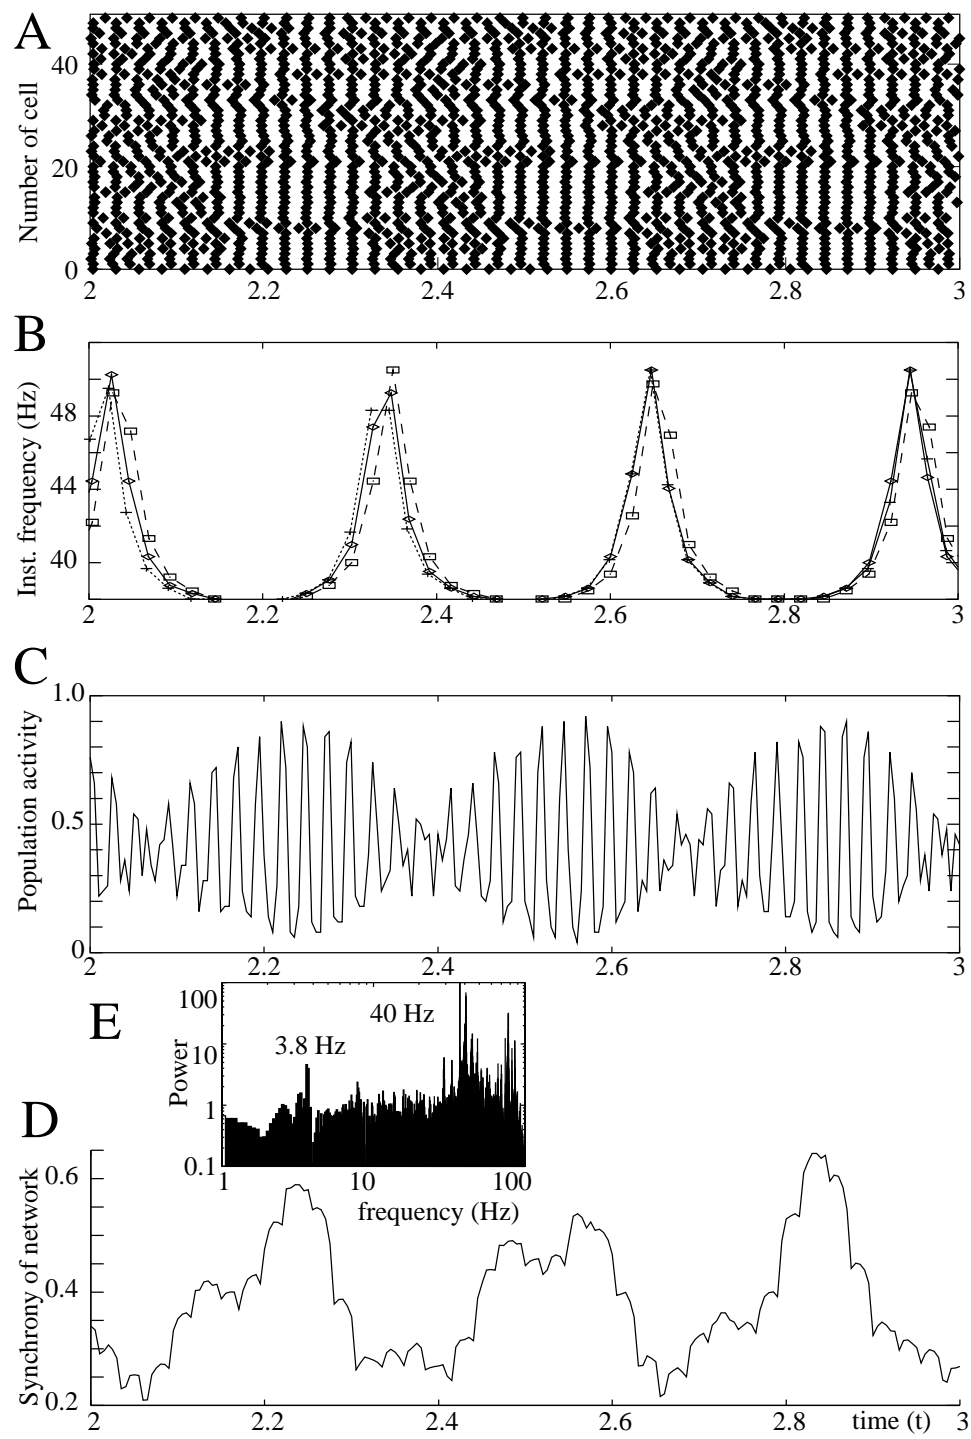 A
Number of cell
40
20
0
2 2.2 2.4 2.6 2.8 3
B
Inst. frequency (Hz)
48
44
40
2 2.2 2.4 2.6 2.8 3
C
Population activity
1.0
0.5
0
2 2.2 2.4 2.6 2.8 3
E
Power
100
10
1
0.1
40 Hz
3.8 Hz
1 10 100
frequency (Hz)
D
Synchrony of network
0.6
0.4
0.2
2 2.2 2.4 2.6 2.8 time (t) 3